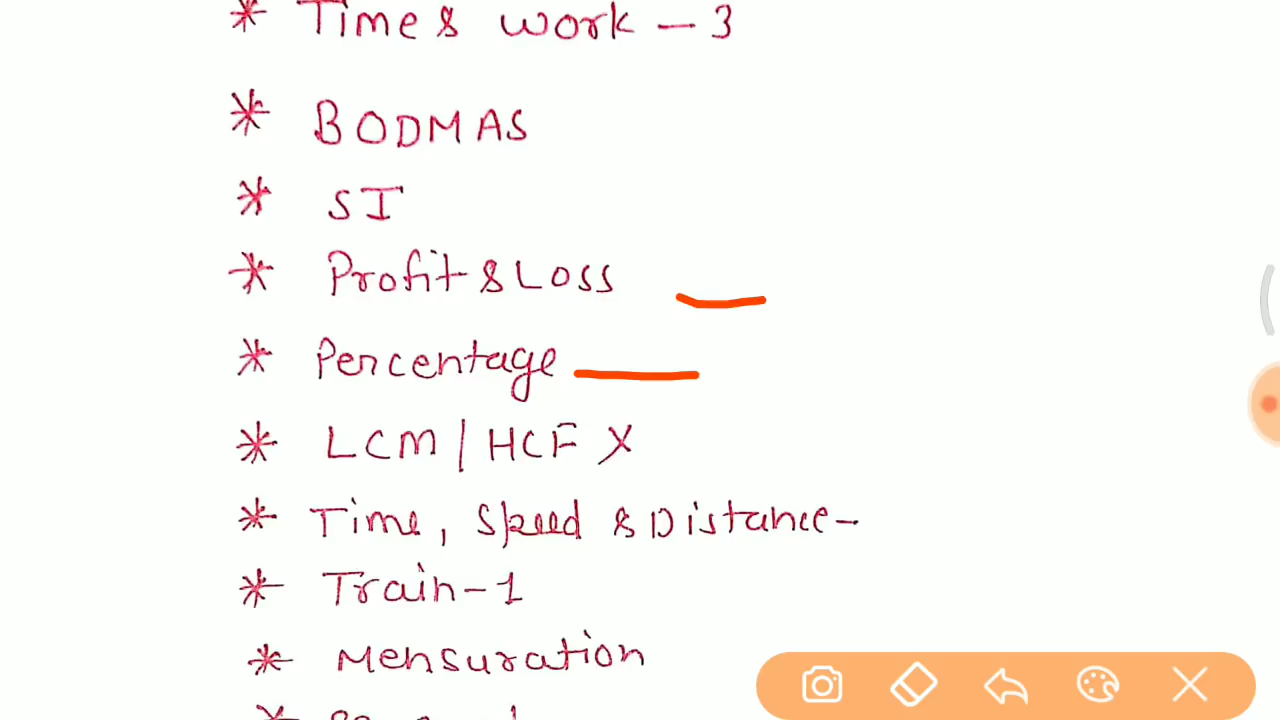 * Time & work - 3
* BODMAS
* SI
* Profit & Loss
* Percentage
* LCM / HCF X
* Time, Speed & Distance -
* Train - 1
* Mensuration